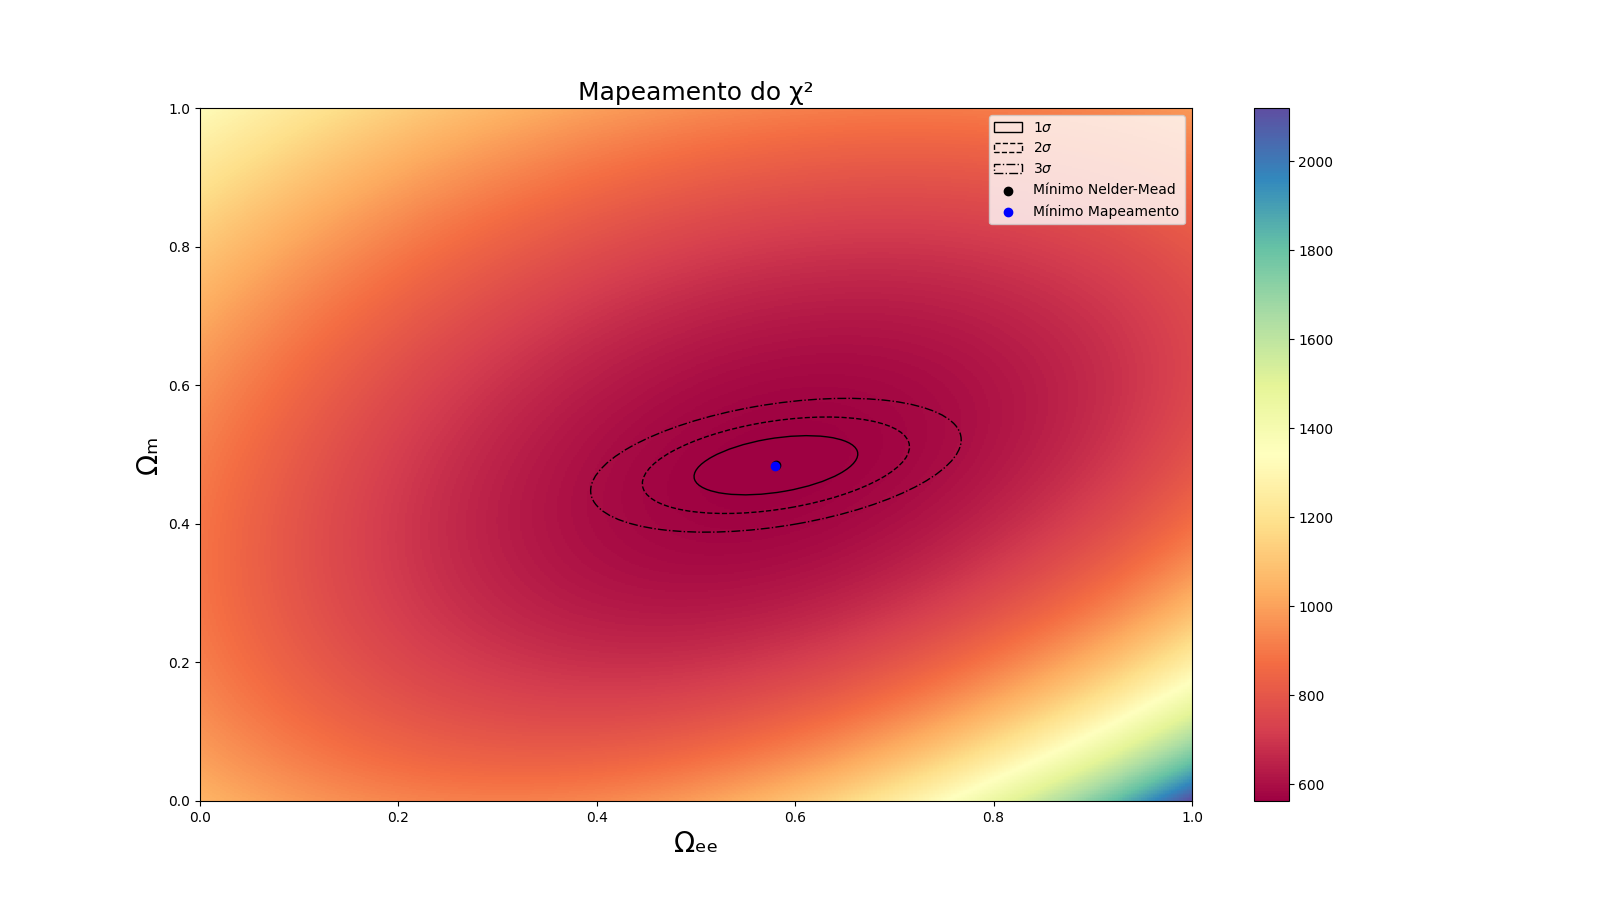 Mapeamento do χ²
1σ
2σ
3σ
Mínimo Nelder-Mead
Mínimo Mapeamento
1.0
0.8
0.6
0.4
0.2
0.0
Ωₘ
0.0 0.2 0.4 0.6 0.8 1.0
Ωₑₑ
2000
1800
1600
1400
1200
1000
800
600